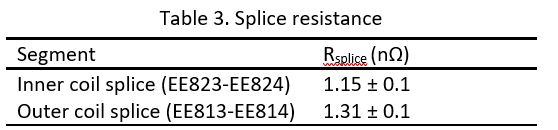 Table 3. Splice resistance
Segment Rsplice (nΩ)
Inner coil splice (EE823-EE824) 1.15 ± 0.1
Outer coil splice (EE813-EE814) 1.31 ± 0.1